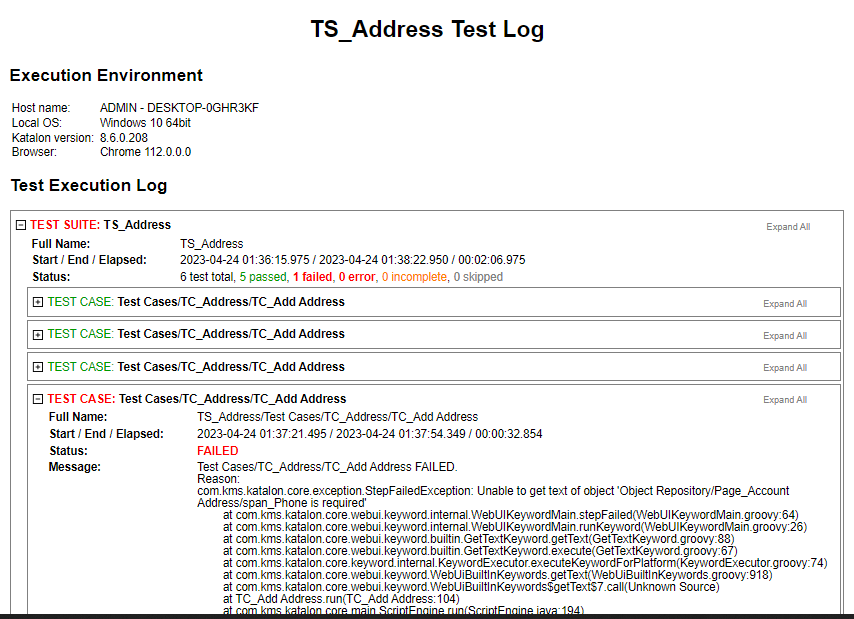 TS_Address Test Log
Execution Environment
Host name: ADMIN - DESKTOP-0GHR3KF
Local OS: Windows 10 64bit
Katalon version: 8.6.0.208
Browser: Chrome 112.0.0.0
Test Execution Log
TEST SUITE: TS_Address Expand All
Full Name: TS_Address
Start / End / Elapsed: 2023-04-24 01:36:15.975 / 2023-04-24 01:38:22.950 / 00:02:06.975
Status: 6 test total, 5 passed, 1 failed, 0 error, 0 incomplete, 0 skipped
TEST CASE: Test Cases/TC_Address/TC_Add Address Expand All
TEST CASE: Test Cases/TC_Address/TC_Add Address Expand All
TEST CASE: Test Cases/TC_Address/TC_Add Address Expand All
TEST CASE: Test Cases/TC_Address/TC_Add Address Expand All
Full Name: TS_Address/Test Cases/TC_Address/TC_Add Address
Start / End / Elapsed: 2023-04-24 01:37:21.495 / 2023-04-24 01:37:54.349 / 00:00:32.854
Status: FAILED
Message: Test Cases/TC_Address/TC_Add Address FAILED.
Reason:
com.kms.katalon.core.exception.StepFailedException: Unable to get text of object 'Object Repository/Page_Account
Address/span_Phone is required'
at com.kms.katalon.core.webui.keyword.internal.WebUIKeywordMain.stepFailed(WebUIKeywordMain.groovy:64)
at com.kms.katalon.core.webui.keyword.internal.WebUIKeywordMain.runKeyword(WebUIKeywordMain.groovy:26)
at com.kms.katalon.core.webui.keyword.builtin.GetTextKeyword.getText(GetTextKeyword.groovy:88)
at com.kms.katalon.core.webui.keyword.builtin.GetTextKeyword.execute(GetTextKeyword.groovy:67)
at com.kms.katalon.core.keyword.internal.KeywordExecutor.executeKeywordForPlatform(KeywordExecutor.groovy:74)
at com.kms.katalon.core.webui.keyword.WebUiBuiltInKeywords.getText(WebUiBuiltInKeywords.groovy:918)
at com.kms.katalon.core.webui.keyword.WebUiBuiltInKeywords$getText$7.call(Unknown Source)
at TC_Add Address.run(TC_Add Address:104)
at com.kms.katalon.core.main.ScriptEngine.run(ScriptEngine.java:194)